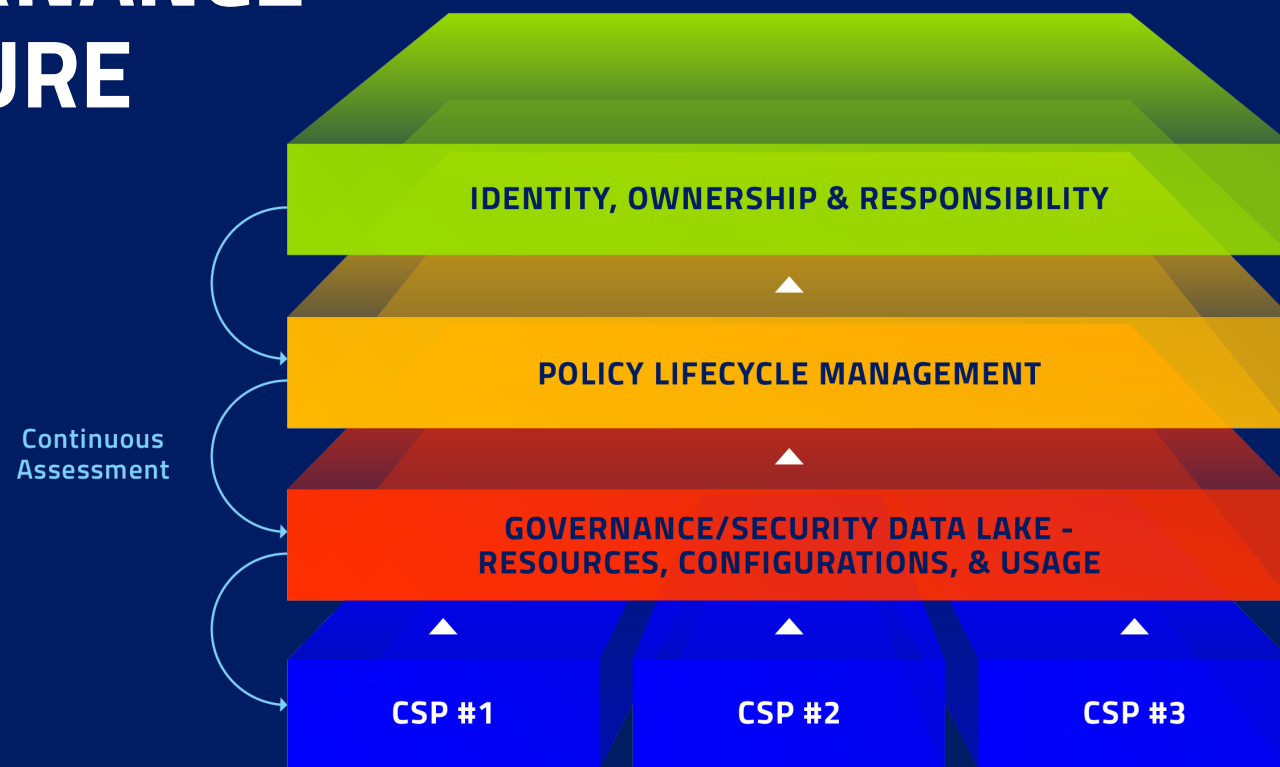 URE
IDENTITY, OWNERSHIP & RESPONSIBILITY
POLICY LIFECYCLE MANAGEMENT
Continuous
Assessment
GOVERNANCE/SECURITY DATA LAKE -
RESOURCES, CONFIGURATIONS, & USAGE
CSP #1
CSP #2
CSP #3